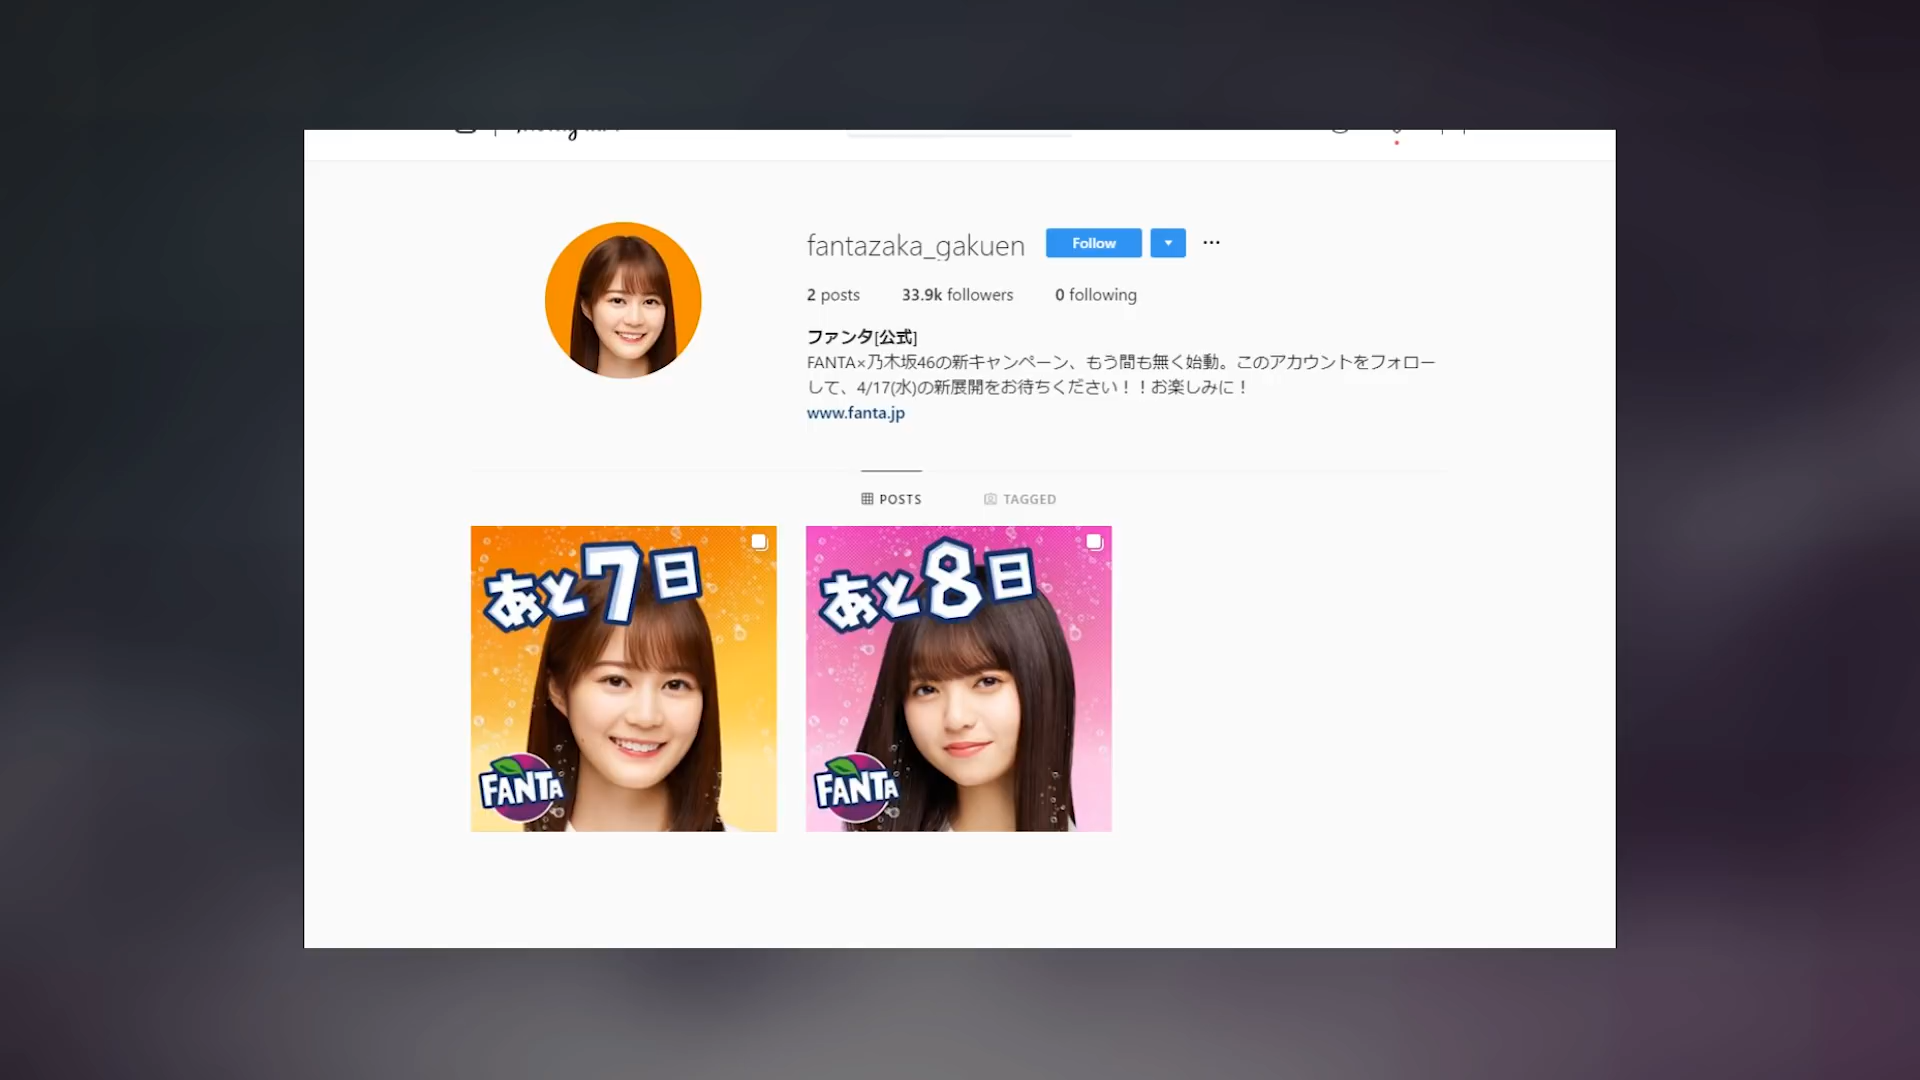 fantazaka_gakuen Follow
2 posts 33.9k followers 0 following
ファンタ[公式]
FANTA×乃木坂46の新キャンペーン、もう間も無く始動。このアカウントをフォロー
して、4/17(水)の新展開をお待ちください！！お楽しみに！
www.fanta.jp
POSTS TAGGED
あと7日
FANTA
あと8日
FANTA